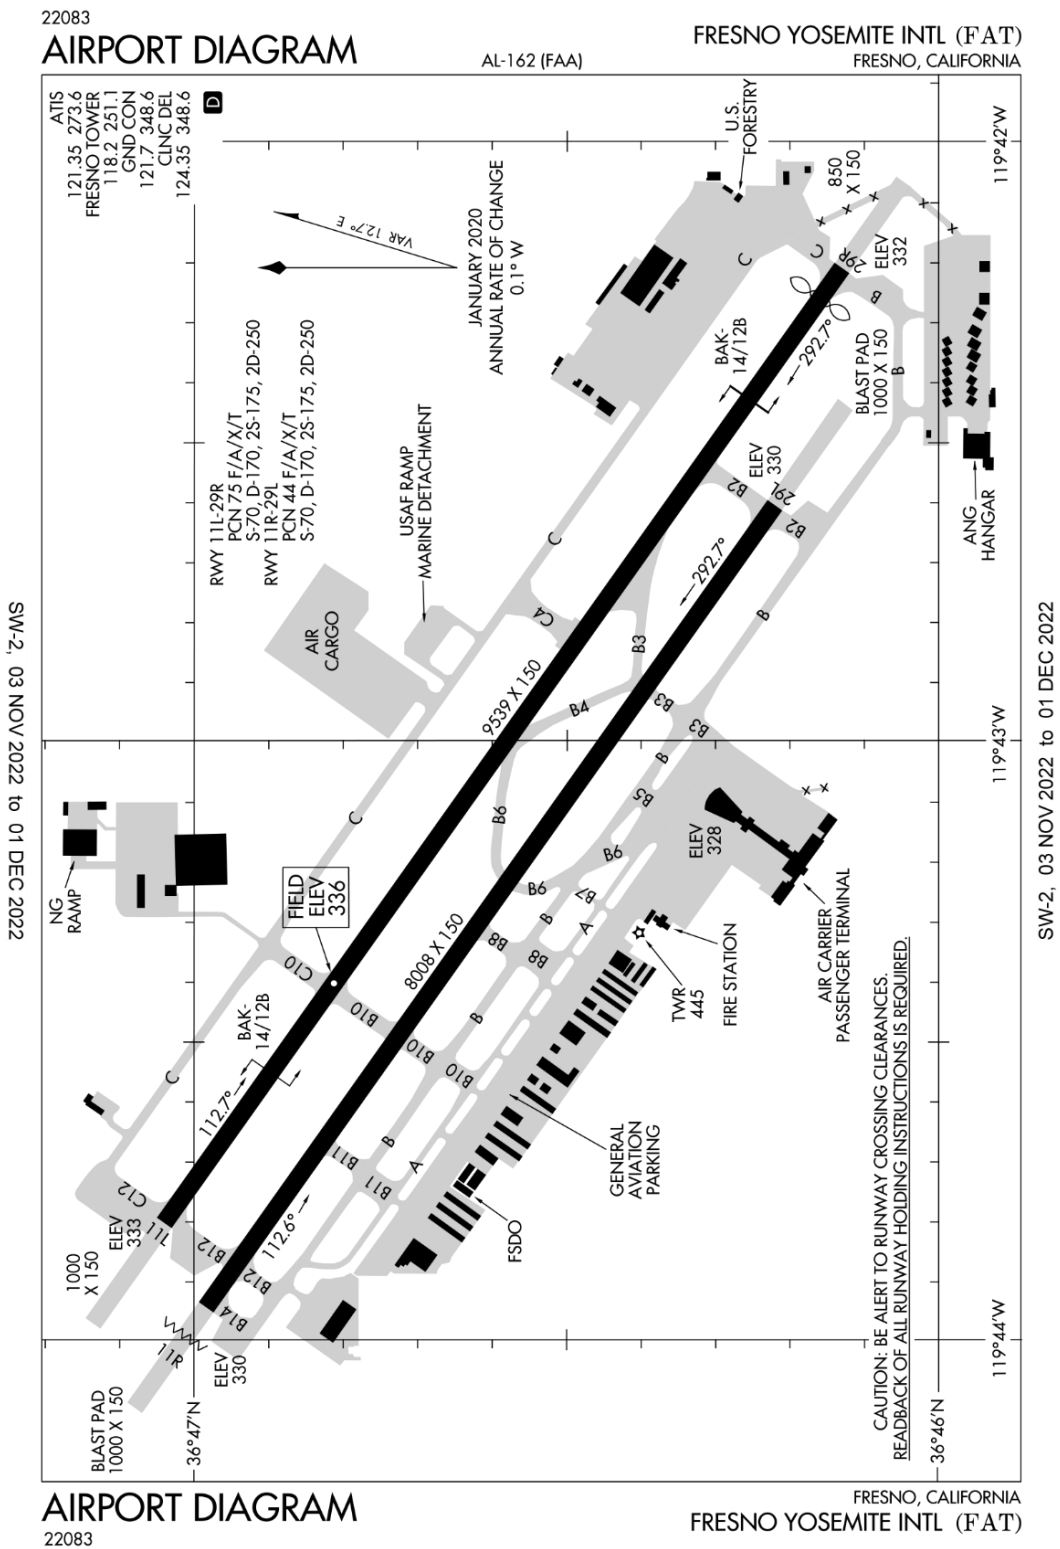 22083
AIRPORT DIAGRAM
AL-162 (FAA)
FRESNO YOSEMITE INTL (FAT)
FRESNO, CALIFORNIA
ATIS
121.35 273.6
FRESNO TOWER
118.2 251.1
GND CON
121.7 348.6
CLNC DEL
124.35 348.6
D
VAR 12.7° E
JANUARY 2020
ANNUAL RATE OF CHANGE
0.1° W
U.S.
FORESTRY
850
X 150
119°42'W
RWY 11L-29R
PCN 75 F/A/X/T
S-70, D-170, 2S-175, 2D-250
RWY 11R-29L
PCN 44 F/A/X/T
S-70, D-170, 2S-175, 2D-250
C
C
29R
ELEV
332
B
BAK-
14/12B
292.7°
BLAST PAD
1000 X 150
B
USAF RAMP
MARINE DETACHMENT
ELEV
330
B2
29L
B2
ANG
HANGAR
C
292.7°
AIR
CARGO
C4
B3
B
9539 X 150
B4
B3
B3
119°43'W
B
B5
C
B6
ELEV
328
B6
B6
B7
NG
RAMP
FIELD
ELEV
336
B
A
AIR CARRIER
PASSENGER TERMINAL
8008 X 150
B8
B8
TWR
445
FIRE STATION
C10
B10
B
BAK-
14/12B
B10
B10
C
112.7°
GENERAL
AVIATION
PARKING
B
A
B11
B11
C12
11L
ELEV
333
FSDO
B12
112.6°
B12
1000
X 150
B14
11R
ELEV
330
119°44'W
BLAST PAD
1000 X 150
36°47'N
36°46'N
CAUTION: BE ALERT TO RUNWAY CROSSING CLEARANCES.
READBACK OF ALL RUNWAY HOLDING INSTRUCTIONS IS REQUIRED.
SW-2, 03 NOV 2022 to 01 DEC 2022
SW-2, 03 NOV 2022 to 01 DEC 2022
AIRPORT DIAGRAM
22083
FRESNO, CALIFORNIA
FRESNO YOSEMITE INTL (FAT)